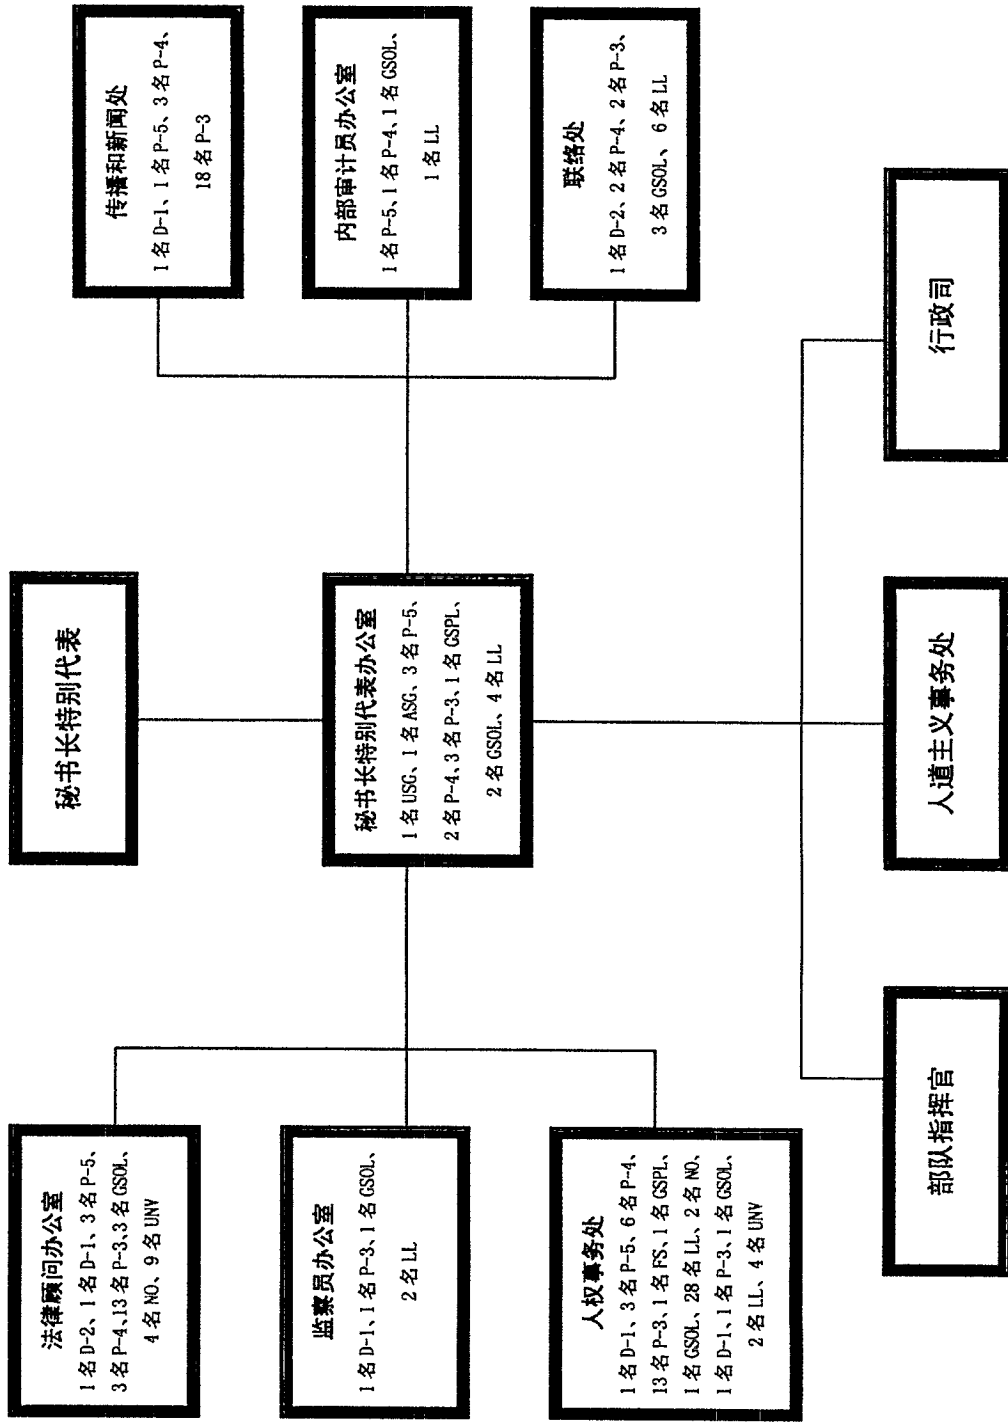 秘书长特别代表
法律顾问办公室
1名D-2、1名D-1、3名P-5、
3名P-4、13名P-3、3名GSOL、
4名NO、9名UNV
监察员办公室
1名D-1、1名P-3、1名GSOL、
2名LL
人权事务处
1名D-1、3名P-5、6名P-4、
13名P-3、1名FS、1名GSPL、
1名GSOL、28名LL、2名NO、
1名D-1、1名P-3、1名GSOL、
2名LL、4名UNV
秘书长特别代表办公室
1名USG、1名ASG、3名P-5、
2名P-4、3名P-3、1名GSPL、
2名GSOL、4名LL
传播和新闻处
1名D-1、1名P-5、3名P-4、
18名P-3
内部审计员办公室
1名P-5、1名P-4、1名GSOL、
1名LL
联络处
1名D-2、2名P-4、2名P-3、
3名GSOL、6名LL
部队指挥官
人道主义事务处
行政司